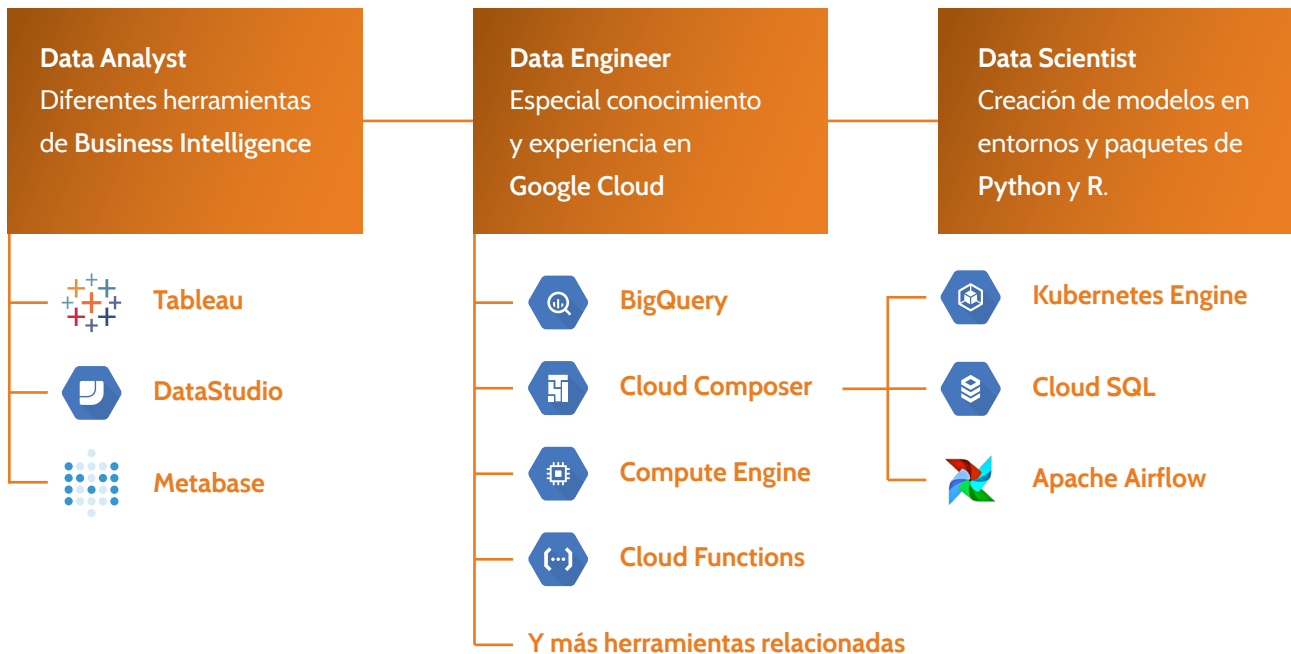 Data Analyst
Diferentes herramientas
de Business Intelligence
Data Engineer
Especial conocimiento
y experiencia en
Google Cloud
Data Scientist
Creación de modelos en
entornos y paquetes de
Python y R.
Tableau
DataStudio
Metabase
BigQuery
Cloud Composer
Compute Engine
Cloud Functions
Y más herramientas relacionadas
Kubernetes Engine
Cloud SQL
Apache Airflow